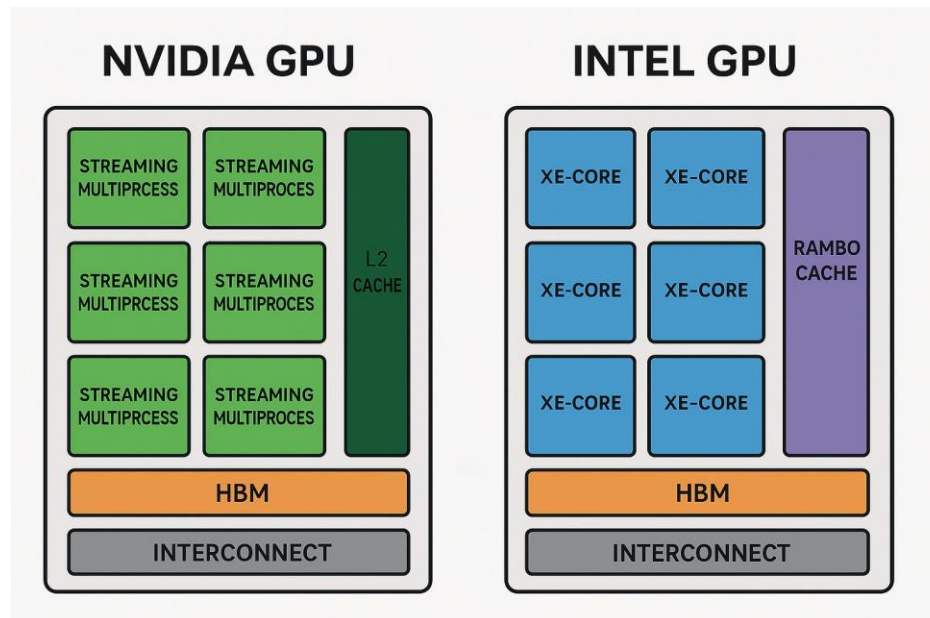 NVIDIA GPU
STREAMING
MULTIPRCESS
STREAMING
MULTIPROCES
STREAMING
MULTIPRCESS
STREAMING
MULTIPROCES
STREAMING
MULTIPRCESS
STREAMING
MULTIPROCES
L2
CACHE
HBM
INTERCONNECT
INTEL GPU
XE-CORE
XE-CORE
XE-CORE
XE-CORE
XE-CORE
XE-CORE
RAMBO
CACHE
HBM
INTERCONNECT